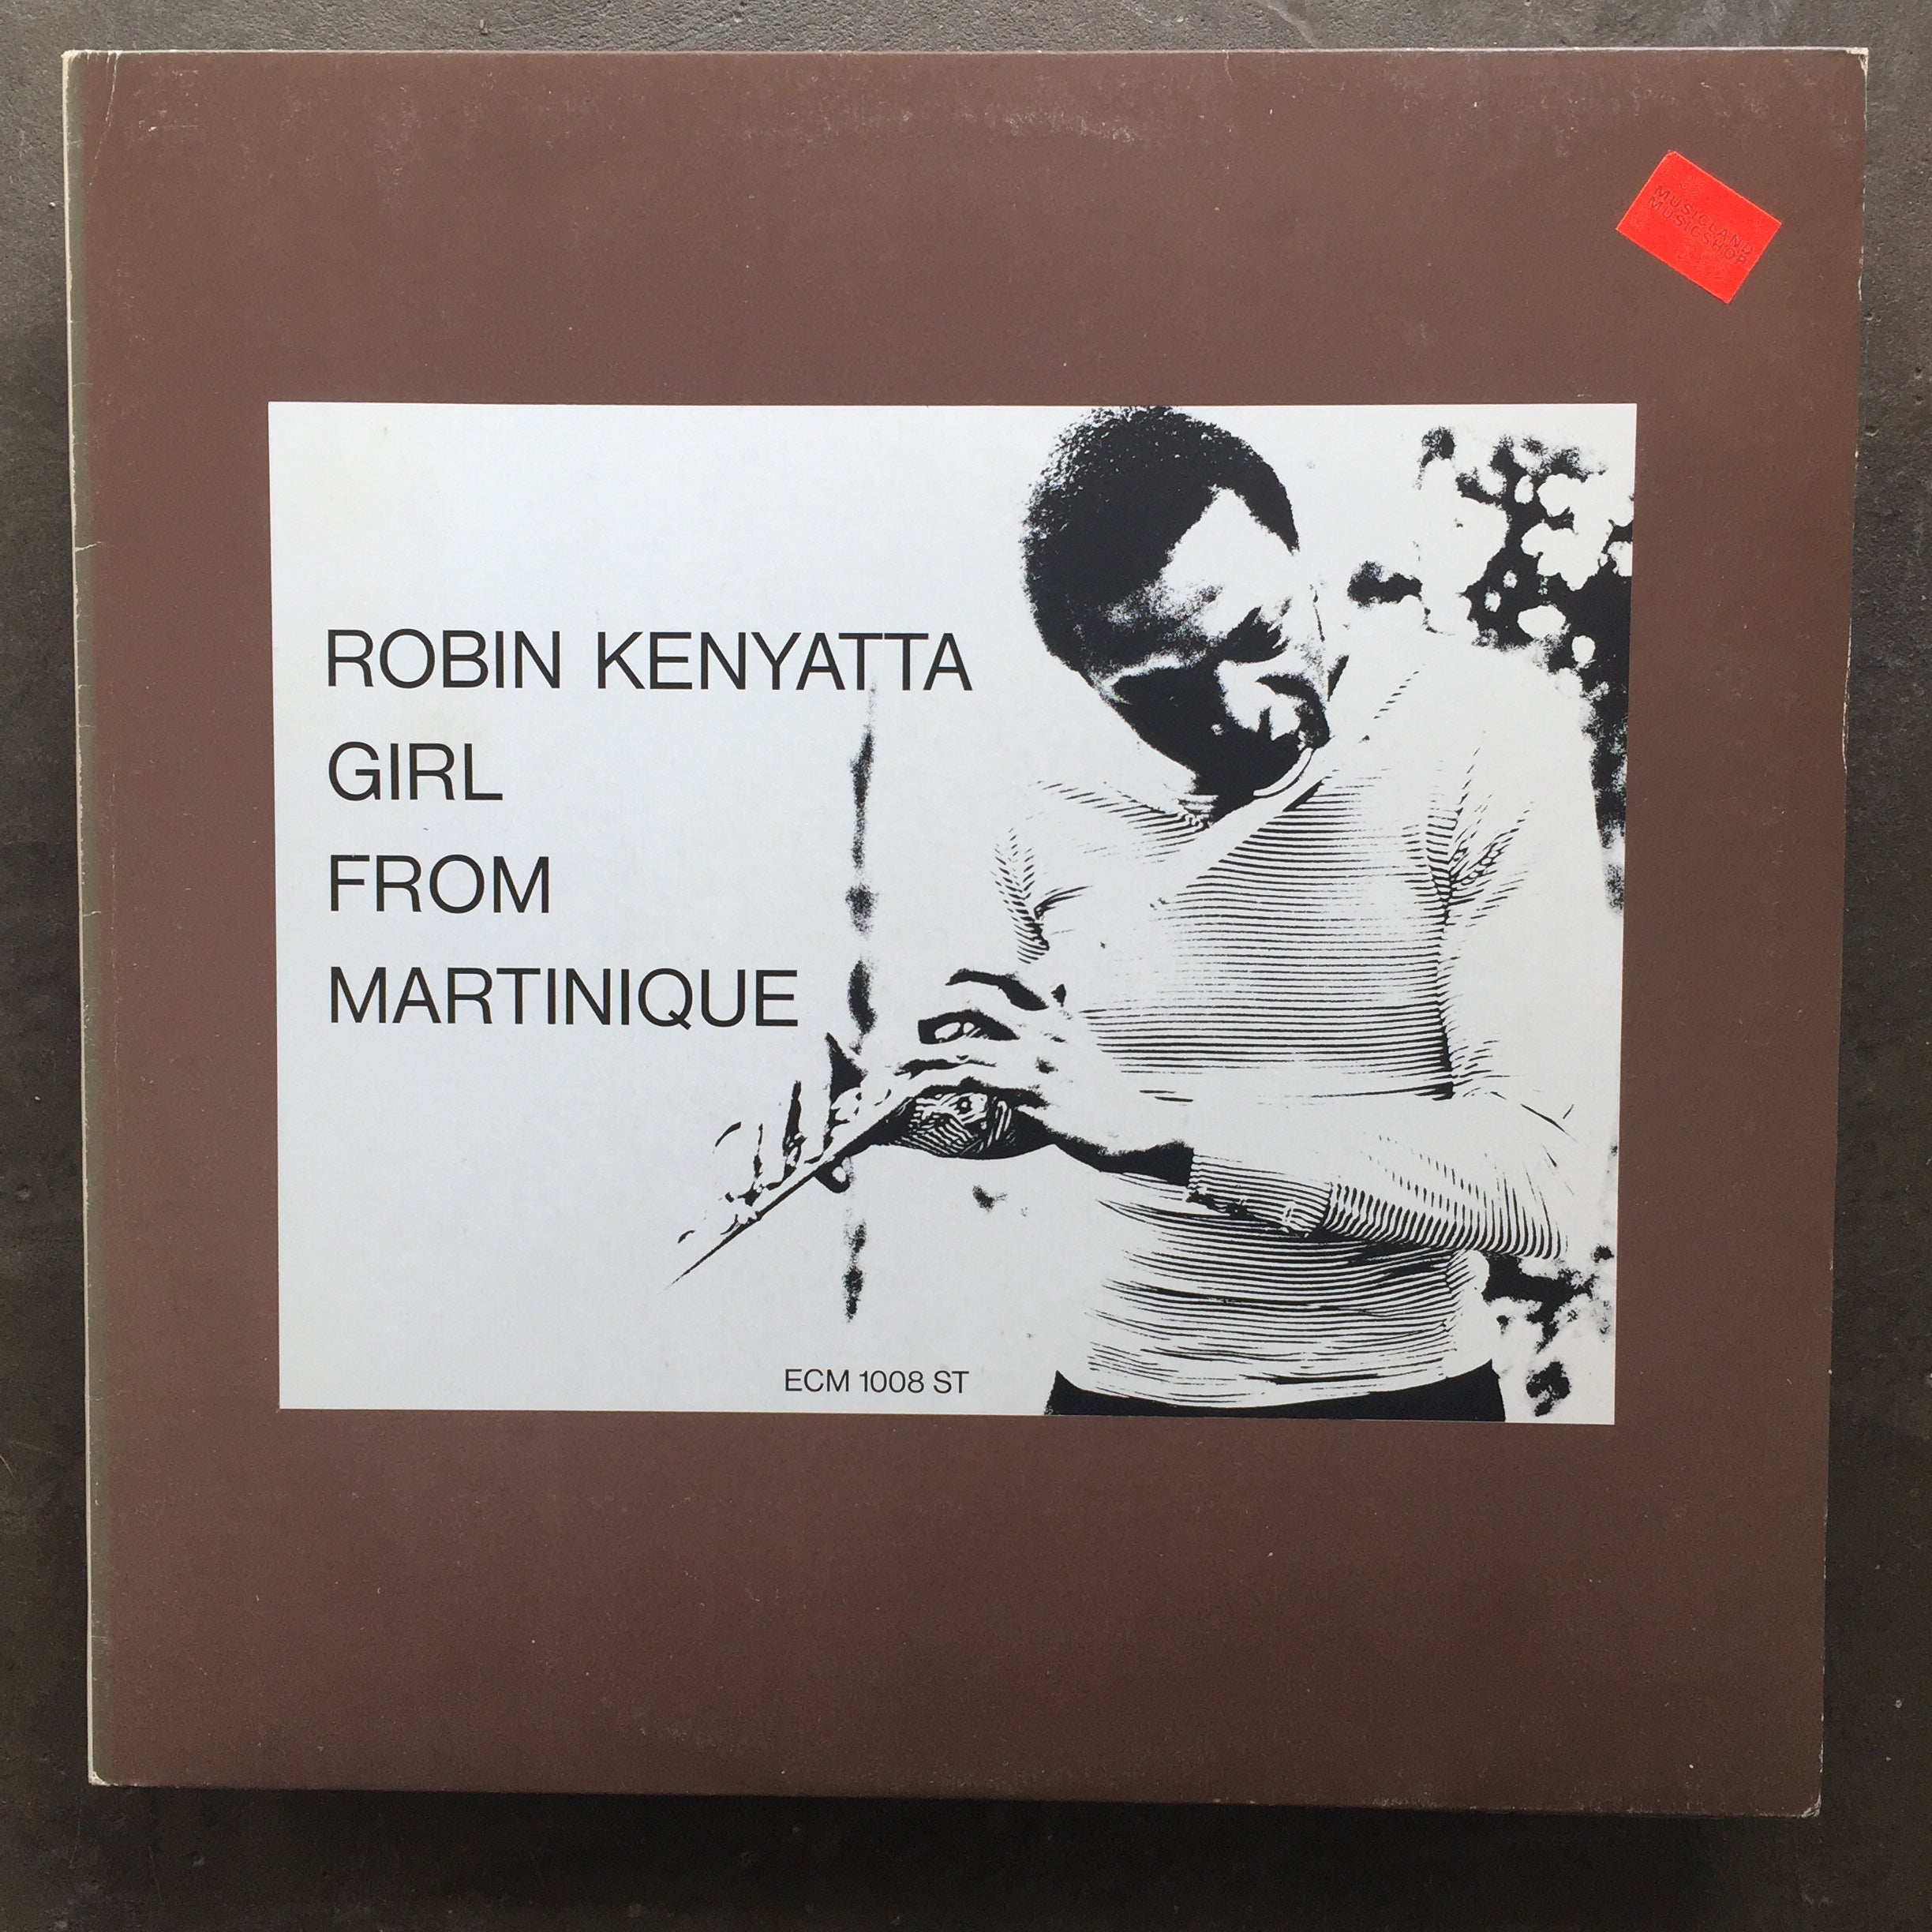 MUSICLAND
MUSICSHOP
ROBIN KENYATTA
GIRL
FROM
MARTINIQUE
ECM 1008 ST